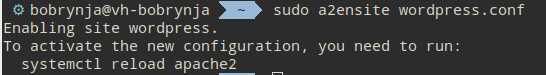 bobrynja@vh-bobrynja ~ sudo a2ensite wordpress.conf
Enabling site wordpress.
To activate the new configuration, you need to run:
  systemctl reload apache2